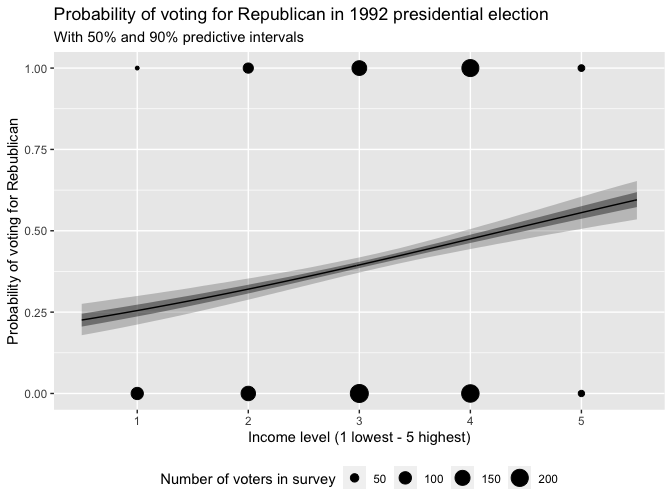 Probability of voting for Republican in 1992 presidential election
With 50% and 90% predictive intervals
Probability of voting for Rebublican
1.00
0.75
0.50
0.25
0.00
1 2 3 4 5
Income level (1 lowest - 5 highest)
Number of voters in survey 50 100 150 200